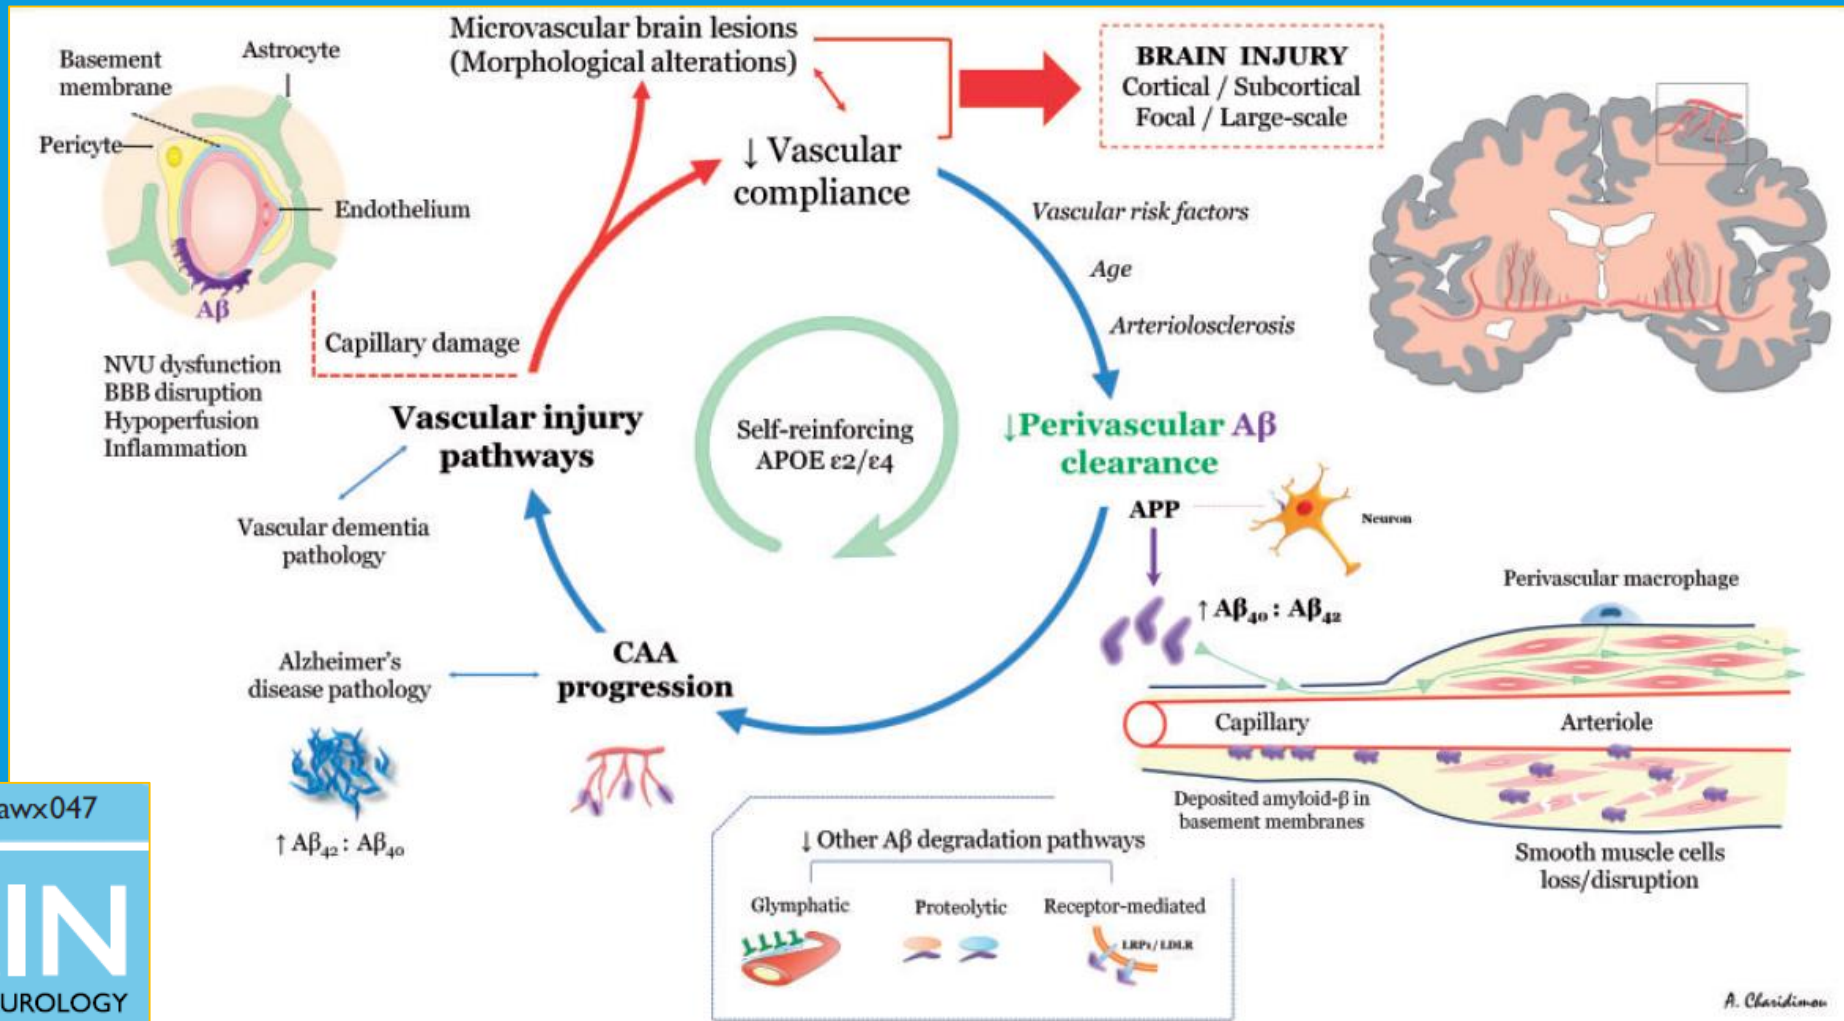 Microvascular brain lesions
(Morphological alterations)
BRAIN INJURY
Cortical / Subcortical
Focal / Large-scale
Basement
membrane
Astrocyte
Pericyte
Endothelium
Aβ
↓ Vascular
compliance
Vascular risk factors
Age
Arteriolosclerosis
Capillary damage
NVU dysfunction
BBB disruption
Hypoperfusion
Inflammation
Vascular injury
pathways
Self-reinforcing
APOE ε2/ε4
↓Perivascular Aβ
clearance
APP
Neuron
Vascular dementia
pathology
↑ Aβ₄₀ : Aβ₄₂
Perivascular macrophage
CAA
progression
Alzheimer's
disease pathology
↑ Aβ₄₂ : Aβ₄₀
Capillary
Arteriole
Deposited amyloid-β in
basement membranes
Smooth muscle cells
loss/disruption
↓ Other Aβ degradation pathways
Glymphatic
Proteolytic
Receptor-mediated
LRP1/LDLR
awx047
IN
UROLOGY
A. Charidimou